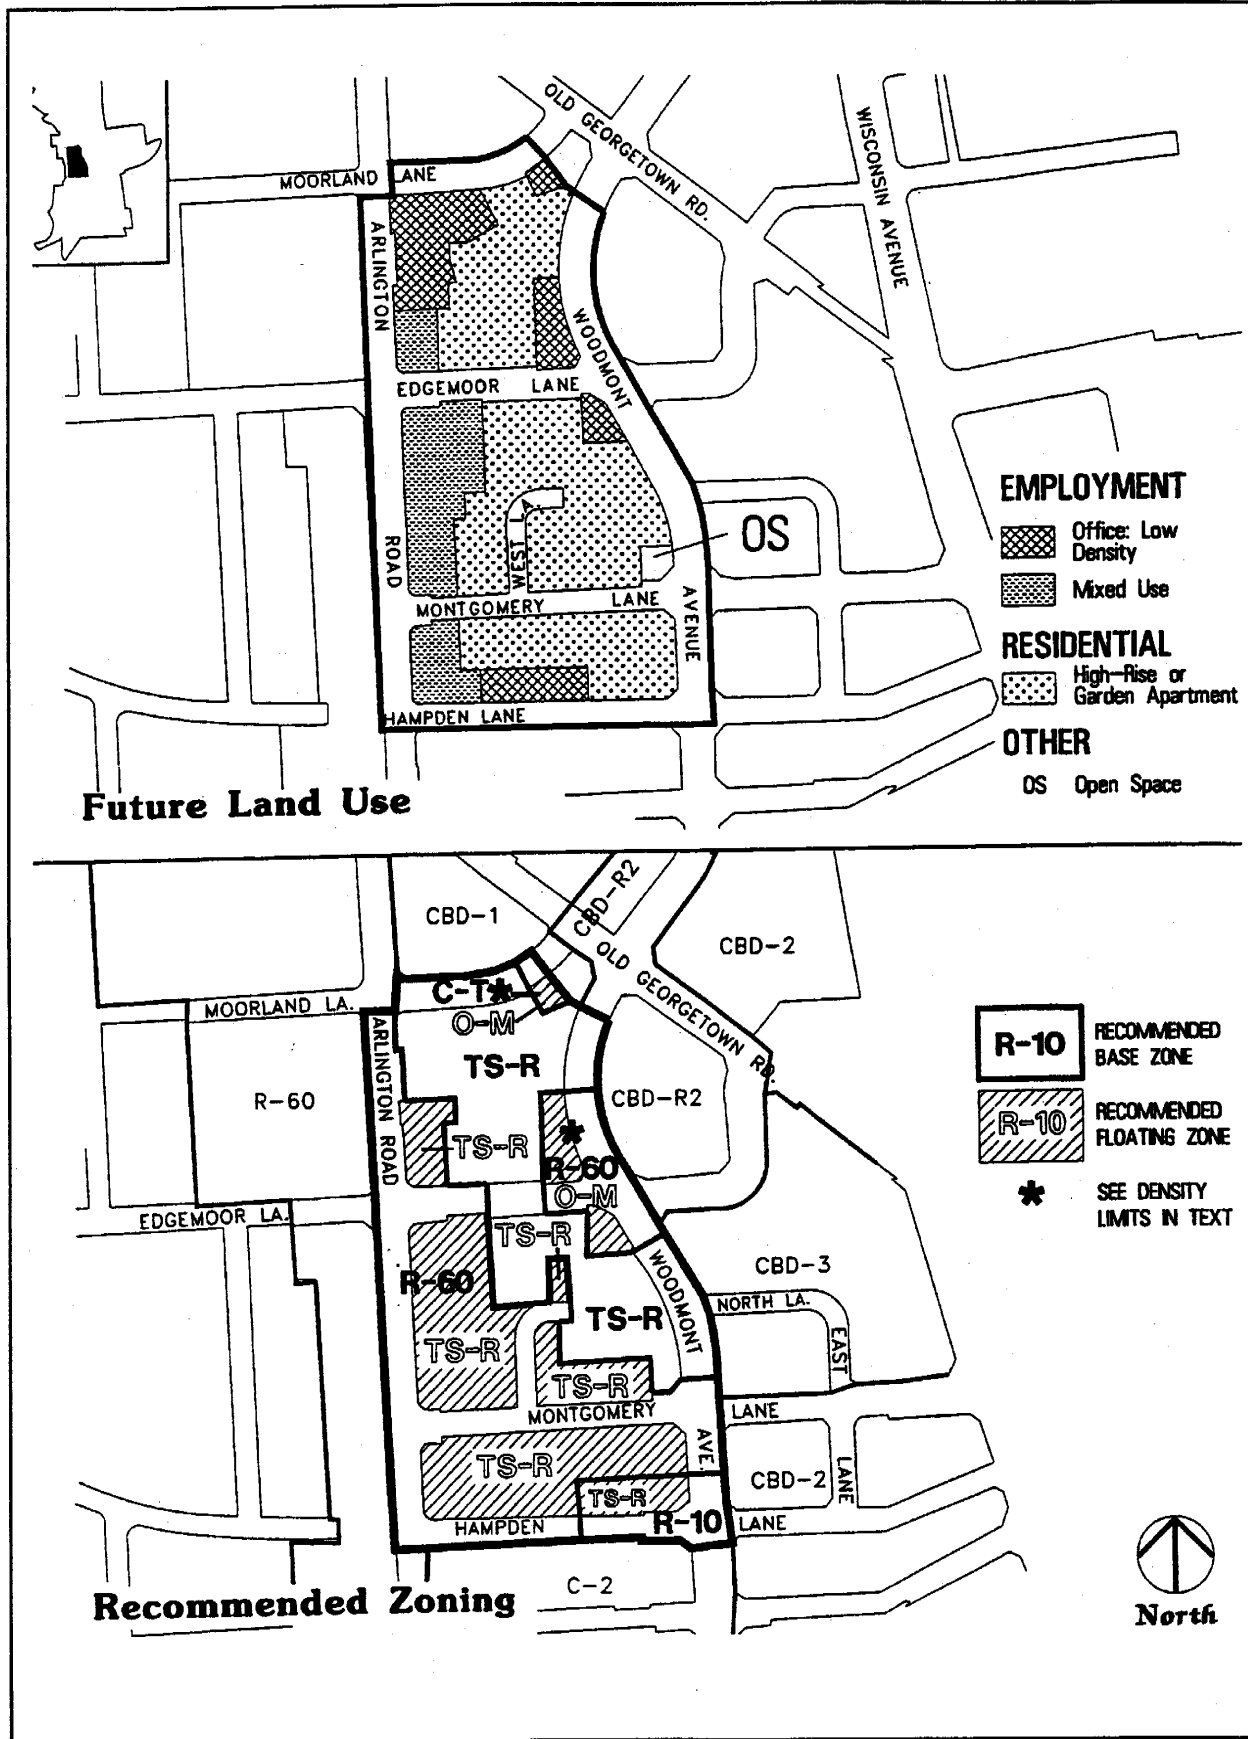 OLD GEORGETOWN RD.
WISCONSIN AVENUE
MOORLAND LANE
ARLINGTON
WOODMONT
EDGEMOOR LANE
WEST LA.
OS
ROAD
MONTGOMERY LANE
AVENUE
HAMPDEN LANE
EMPLOYMENT
Office: Low
Density
Mixed Use
RESIDENTIAL
High-Rise or
Garden Apartment
OTHER
OS Open Space
Future Land Use
CBD-1
CBD-R2
CBD-2
OLD GEORGETOWN RD.
MOORLAND LA.
C-T*
O-M
TS-R
ARLINGTON ROAD
R-60
TS-R
*
CBD-R2
R-60
O-M
EDGEMOOR LA.
TS-R
R-60
WOODMONT
CBD-3
NORTH LA.
TS-R
EAST
TS-R
TS-R
MONTGOMERY
LANE
AVE.
TS-R
CBD-2
LANE
TS-R
HAMPDEN
R-10
LANE
C-2
R-10
RECOMMENDED
BASE ZONE
R-10
RECOMMENDED
FLOATING ZONE
*
SEE DENSITY
LIMITS IN TEXT
Recommended Zoning
North